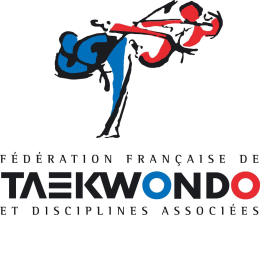 FÉDÉRATION FRANÇAISE DE
TAEKWONDO
ET DISCIPLINES ASSOCIÉES